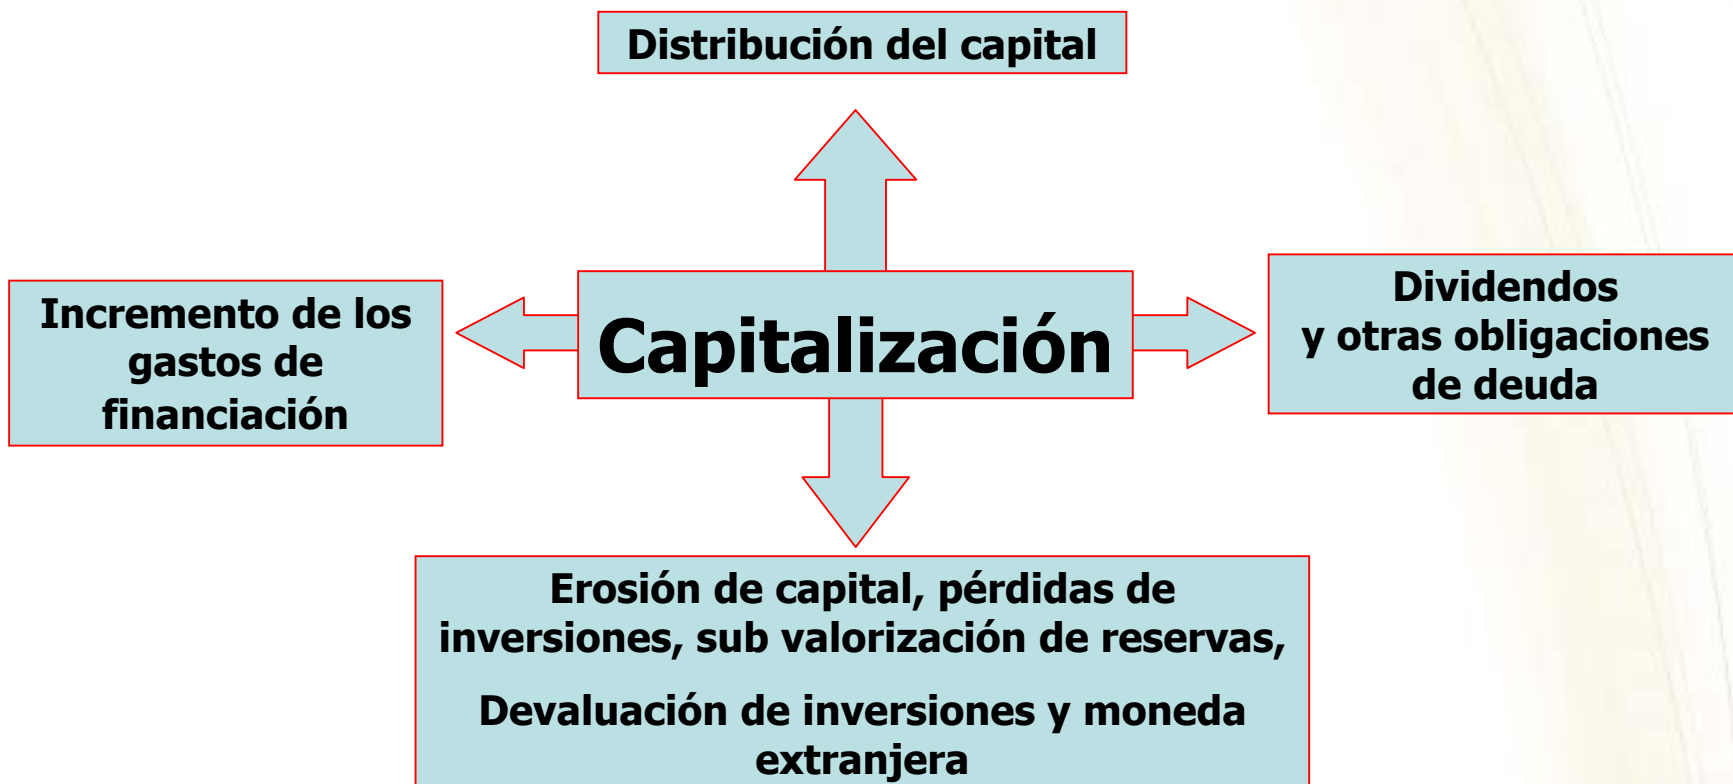 Distribución del capital
Incremento de los
gastos de
financiación
Capitalización
Dividendos
y otras obligaciones
de deuda
Erosión de capital, pérdidas de
inversiones, sub valorización de reservas,
Devaluación de inversiones y moneda
extranjera